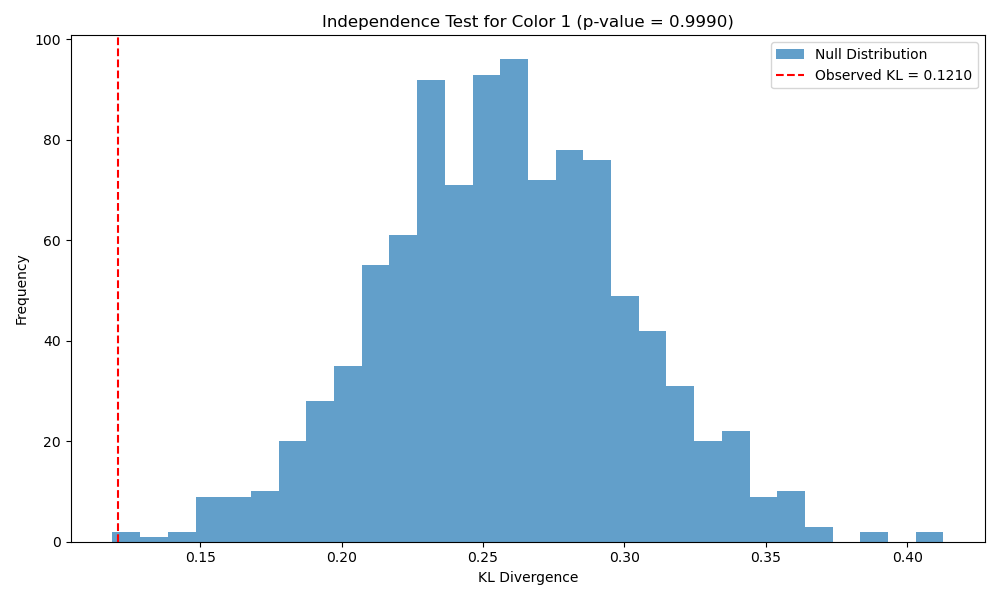 Independence Test for Color 1 (p-value = 0.9990)
Null Distribution
Observed KL = 0.1210
Frequency
100
80
60
40
20
0
0.15 0.20 0.25 0.30 0.35 0.40
KL Divergence